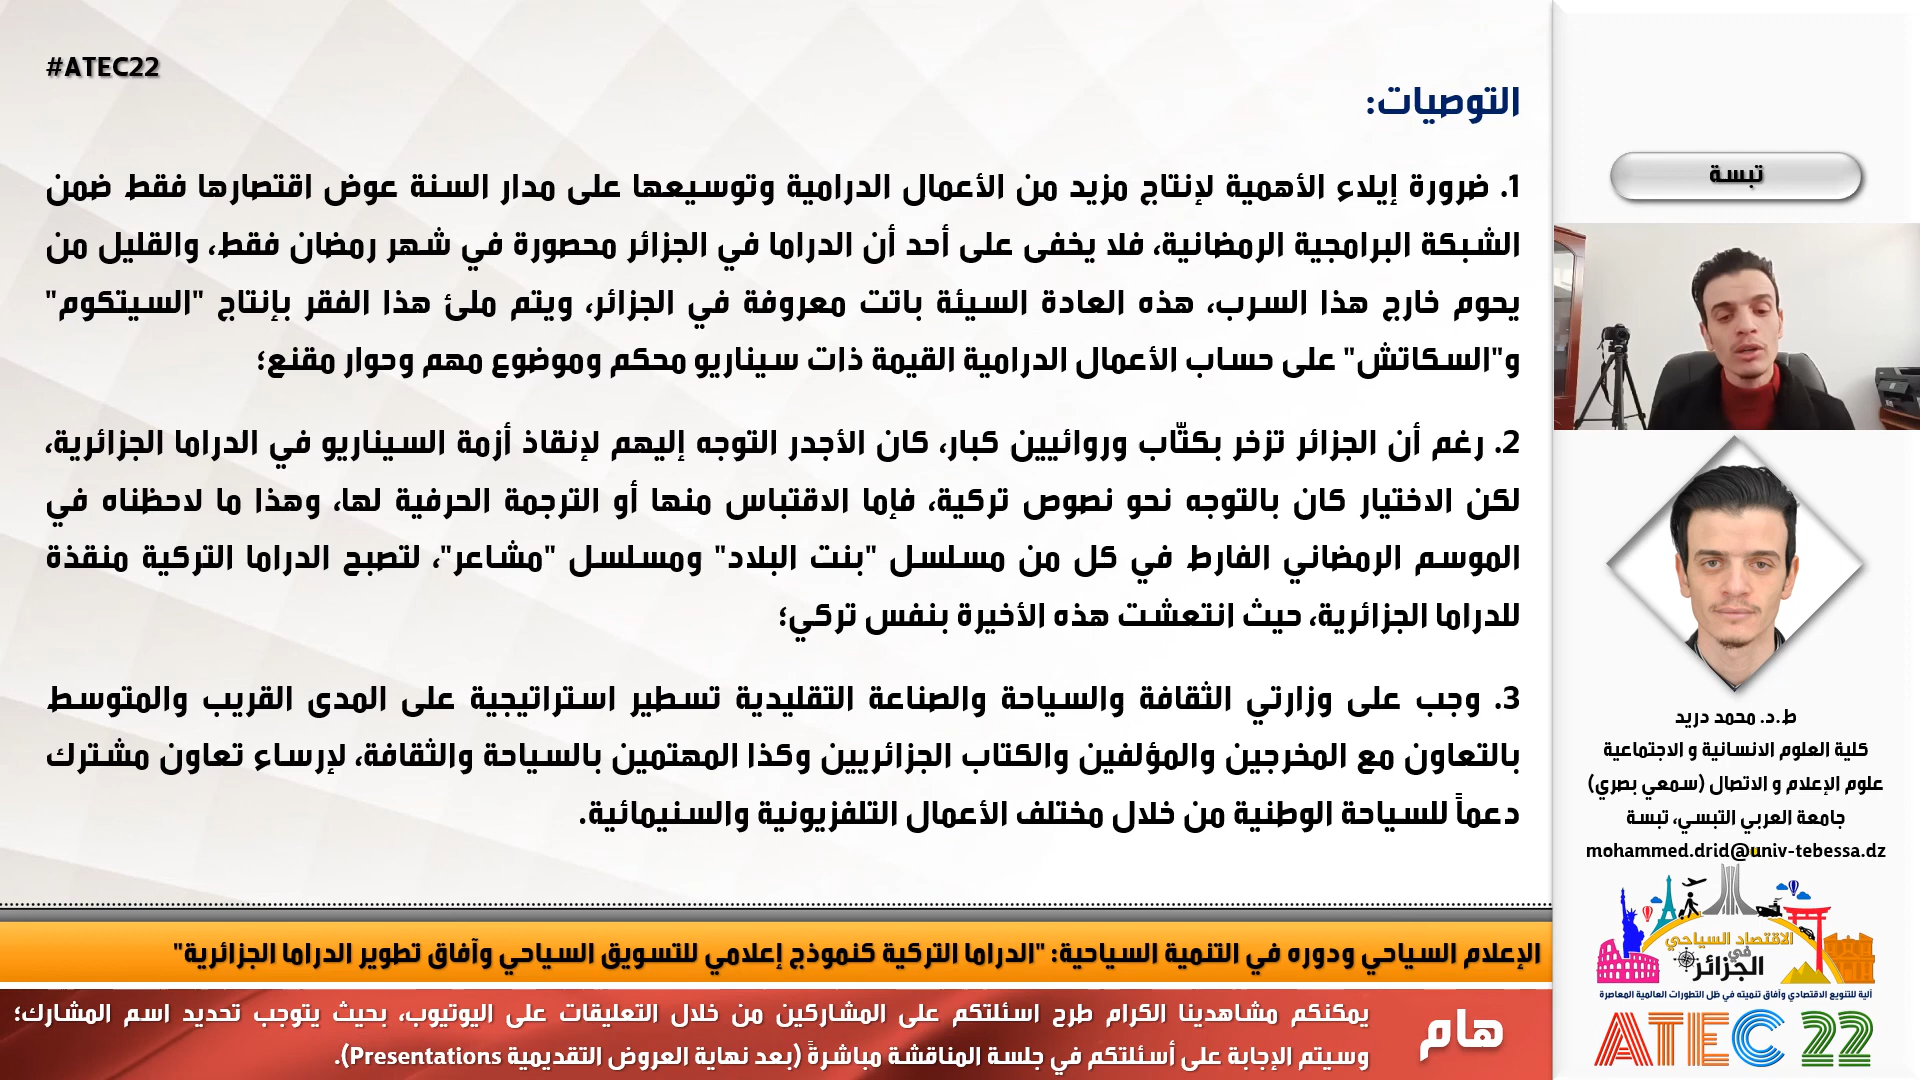 #ATEC22
التوصيات:
1. ضرورة إيلاء الأهمية لإنتاج مزيد من الأعمال الدرامية وتوسيعها على مدار السنة عوض اقتصارها فقط ضمن
الشبكة البرامجية الرمضانية، فلا يخفى على أحد أن الدراما في الجزائر محصورة في شهر رمضان فقط، والقليل من
يحوم خارج هذا السرب، هذه العادة السيئة باتت معروفة في الجزائر، ويتم ملئ هذا الفقر بإنتاج "السيتكوم"
و"السكاتش" على حساب الأعمال الدرامية القيمة ذات سيناريو محكم وموضوع مهم وحوار مقنع؛
2. رغم أن الجزائر تزخر بكتّاب وروائيين كبار، كان الأجدر التوجه إليهم لإنقاذ أزمة السيناريو في الدراما الجزائرية،
لكن الاختيار كان بالتوجه نحو نصوص تركية، فإما الاقتباس منها أو الترجمة الحرفية لها، وهذا ما لاحظناه في
الموسم الرمضاني الفارط في كل من مسلسل "بنت البلاد" ومسلسل "مشاعر"، لتصبح الدراما التركية منقذة
للدراما الجزائرية، حيث انتعشت هذه الأخيرة بنفس تركي؛
3. وجب على وزارتي الثقافة والسياحة والصناعة التقليدية تسطير استراتيجية على المدى القريب والمتوسط
بالتعاون مع المخرجين والمؤلفين والكتاب الجزائريين وكذا المهتمين بالسياحة والثقافة، لإرساء تعاون مشترك
دعماً للسياحة الوطنية من خلال مختلف الأعمال التلفزيونية والسنيمائية.
تبسة
ط.د. محمد دريد
كلية العلوم الانسانية و الاجتماعية
علوم الإعلام و الاتصال (سمعي بصري)
جامعة العربي التبسي، تبسة
mohammed.drid@univ-tebessa.dz
الاقتصاد السياحي
في
الجزائر
آلية للتنويع الاقتصادي وآفاق تنميته في ظل التطورات العالمية المعاصرة
ATEC 22
الإعلام السياحي ودوره في التنمية السياحية: "الدراما التركية كنموذج إعلامي للتسويق السياحي وآفاق تطوير الدراما الجزائرية"
هام
يمكنكم مشاهدينا الكرام طرح اسئلتكم على المشاركين من خلال التعليقات على اليوتيوب، بحيث يتوجب تحديد اسم المشارك؛
وسيتم الإجابة على أسئلتكم في جلسة المناقشة مباشرةً (بعد نهاية العروض التقديمية Presentations).